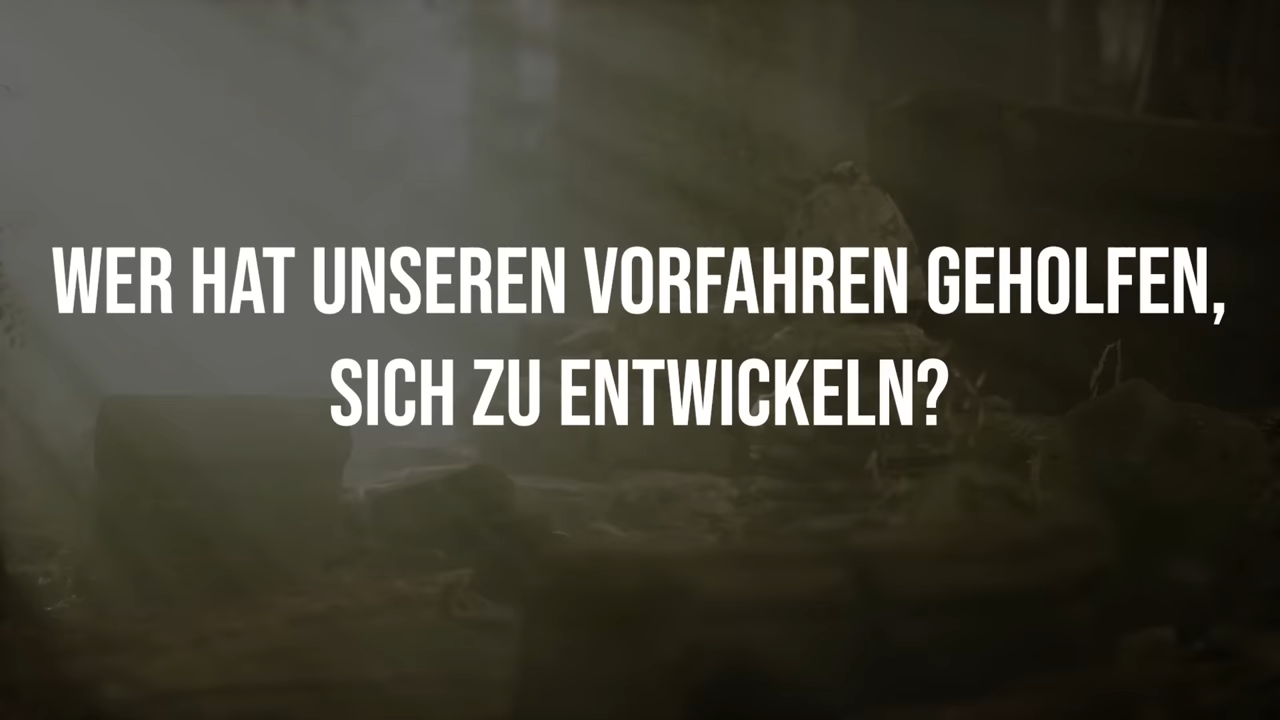 WER HAT UNSEREN VORFAHREN GEHOLFEN,
SICH ZU ENTWICKELN?